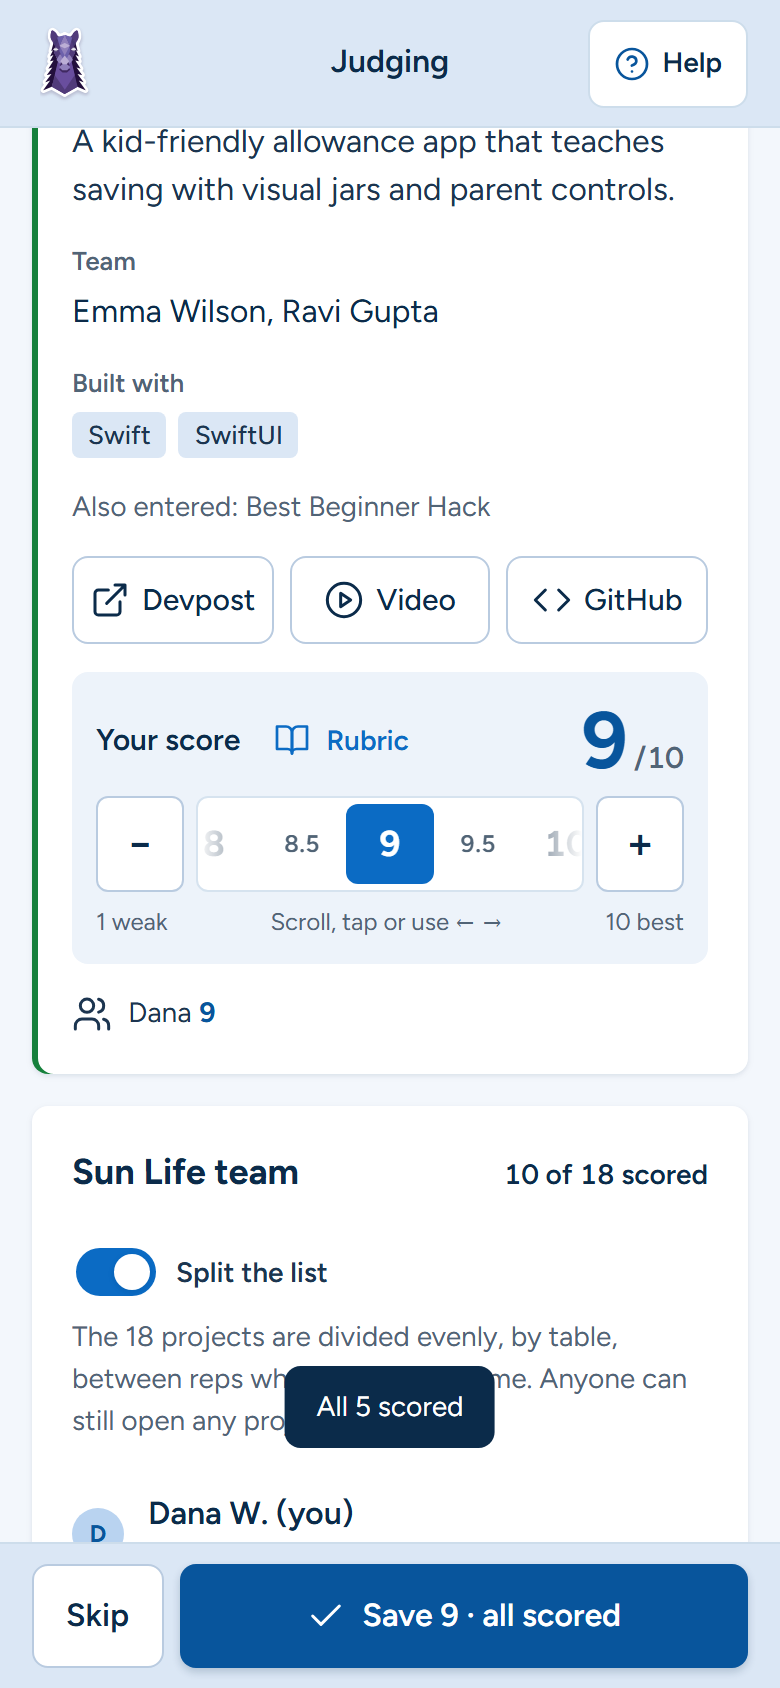 Judging
Help
A kid-friendly allowance app that teaches
saving with visual jars and parent controls.
Team
Emma Wilson, Ravi Gupta
Built with
Swift SwiftUI
Also entered: Best Beginner Hack
Devpost Video GitHub
Your score Rubric 9/10
− 8 8.5 9 9.5 10 +
1 weak Scroll, tap or use ← → 10 best
Dana 9
Sun Life team 10 of 18 scored
Split the list
The 18 projects are divided evenly, by table,
between reps Anyone can
still open any
All 5 scored
Dana W. (you)
D
Skip Save 9 · all scored